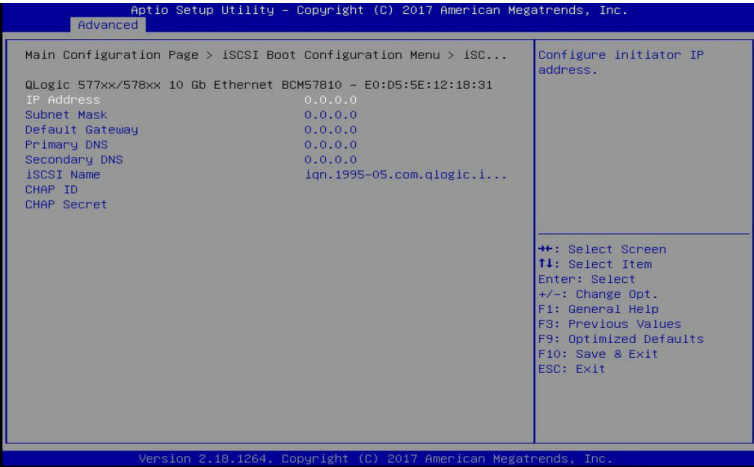 Aptio Setup Utility – Copyright (C) 2017 American Megatrends, Inc.
Advanced
Main Configuration Page > iSCSI Boot Configuration Menu > iSC...
QLogic 577xx/578xx 10 Gb Ethernet BCM57810 - E0:D5:5E:12:18:31
IP Address 0.0.0.0
Subnet Mask 0.0.0.0
Default Gateway 0.0.0.0
Primary DNS 0.0.0.0
Secondary DNS 0.0.0.0
iSCSI Name iqn.1995-05.com.qlogic.i...
CHAP ID
CHAP Secret
Configure initiator IP
address.
→←: Select Screen
↑↓: Select Item
Enter: Select
+/-: Change Opt.
F1: General Help
F3: Previous Values
F9: Optimized Defaults
F10: Save & Exit
ESC: Exit
Version 2.18.1264. Copyright (C) 2017 American Megatrends, Inc.